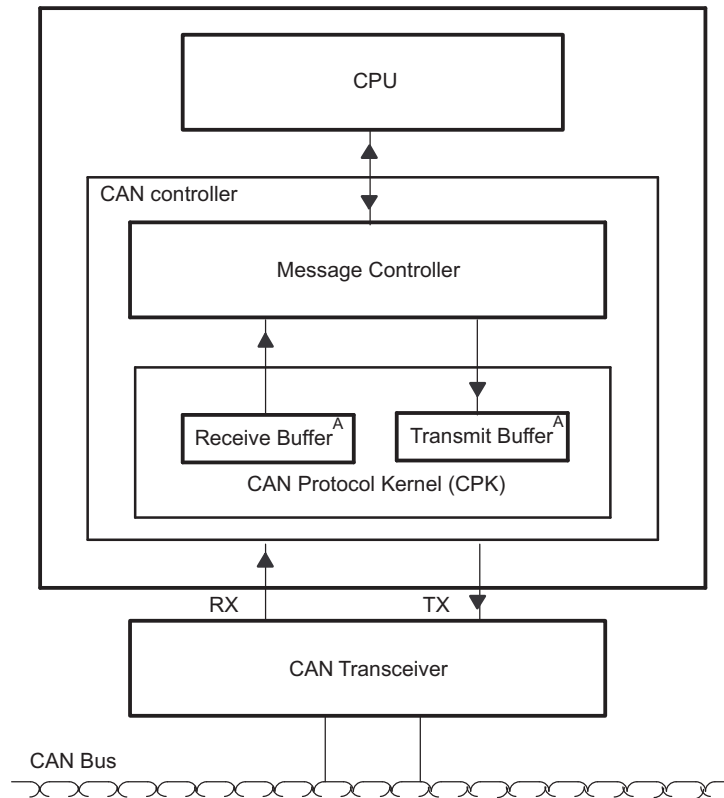 CPU
CAN controller
Message Controller
Receive Buffer A
Transmit Buffer A
CAN Protocol Kernel (CPK)
RX
TX
CAN Transceiver
CAN Bus